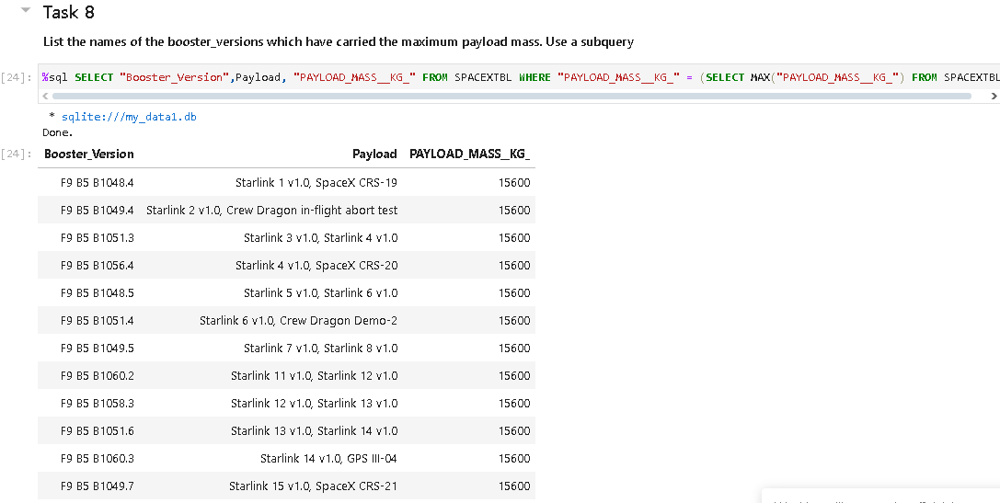 Task 8
List the names of the booster_versions which have carried the maximum payload mass. Use a subquery
[24]: %sql SELECT "Booster_Version",Payload, "PAYLOAD_MASS__KG_" FROM SPACEXTBL WHERE "PAYLOAD_MASS__KG_" = (SELECT MAX("PAYLOAD_MASS__KG_") FROM SPACEXTBL
* sqlite:///my_data1.db
Done.
[24]: Booster_Version Payload PAYLOAD_MASS__KG_
F9 B5 B1048.4 Starlink 1 v1.0, SpaceX CRS-19 15600
F9 B5 B1049.4 Starlink 2 v1.0, Crew Dragon in-flight abort test 15600
F9 B5 B1051.3 Starlink 3 v1.0, Starlink 4 v1.0 15600
F9 B5 B1056.4 Starlink 4 v1.0, SpaceX CRS-20 15600
F9 B5 B1048.5 Starlink 5 v1.0, Starlink 6 v1.0 15600
F9 B5 B1051.4 Starlink 6 v1.0, Crew Dragon Demo-2 15600
F9 B5 B1049.5 Starlink 7 v1.0, Starlink 8 v1.0 15600
F9 B5 B1060.2 Starlink 11 v1.0, Starlink 12 v1.0 15600
F9 B5 B1058.3 Starlink 12 v1.0, Starlink 13 v1.0 15600
F9 B5 B1051.6 Starlink 13 v1.0, Starlink 14 v1.0 15600
F9 B5 B1060.3 Starlink 14 v1.0, GPS III-04 15600
F9 B5 B1049.7 Starlink 15 v1.0, SpaceX CRS-21 15600